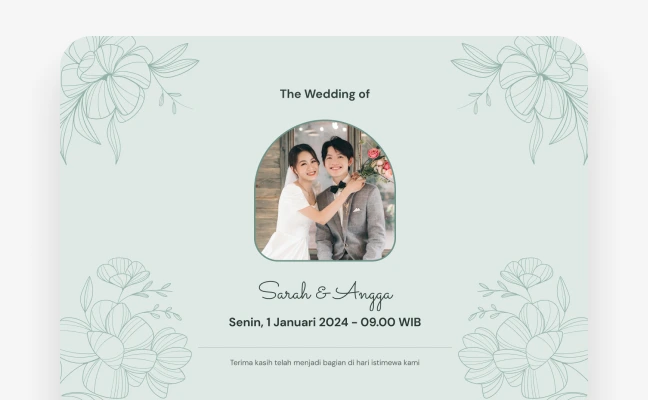 The Wedding of
Sarah & Angga
Senin, 1 Januari 2024 - 09.00 WIB
Terima kasih telah menjadi bagian di hari istimewa kami